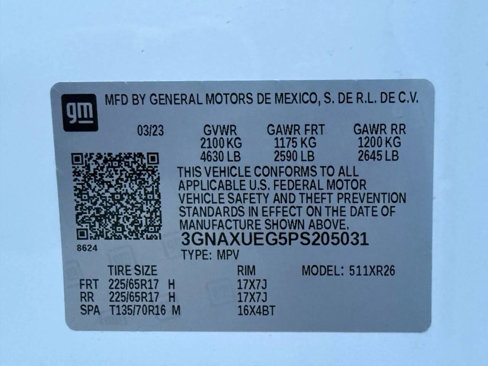 gm MFD BY GENERAL MOTORS DE MEXICO, S. DE R.L. DE C.V.
03/23 GVWR GAWR FRT GAWR RR
2100 KG 1175 KG 1200 KG
4630 LB 2590 LB 2645 LB
THIS VEHICLE CONFORMS TO ALL
APPLICABLE U.S. FEDERAL MOTOR
VEHICLE SAFETY AND THEFT PREVENTION
STANDARDS IN EFFECT ON THE DATE OF
MANUFACTURE SHOWN ABOVE.
8624 3GNAXUEG5PS205031
TYPE: MPV
TIRE SIZE RIM MODEL: 511XR26
FRT 225/65R17 H 17X7J
RR 225/65R17 H 17X7J
SPA T135/70R16 M 16X4BT